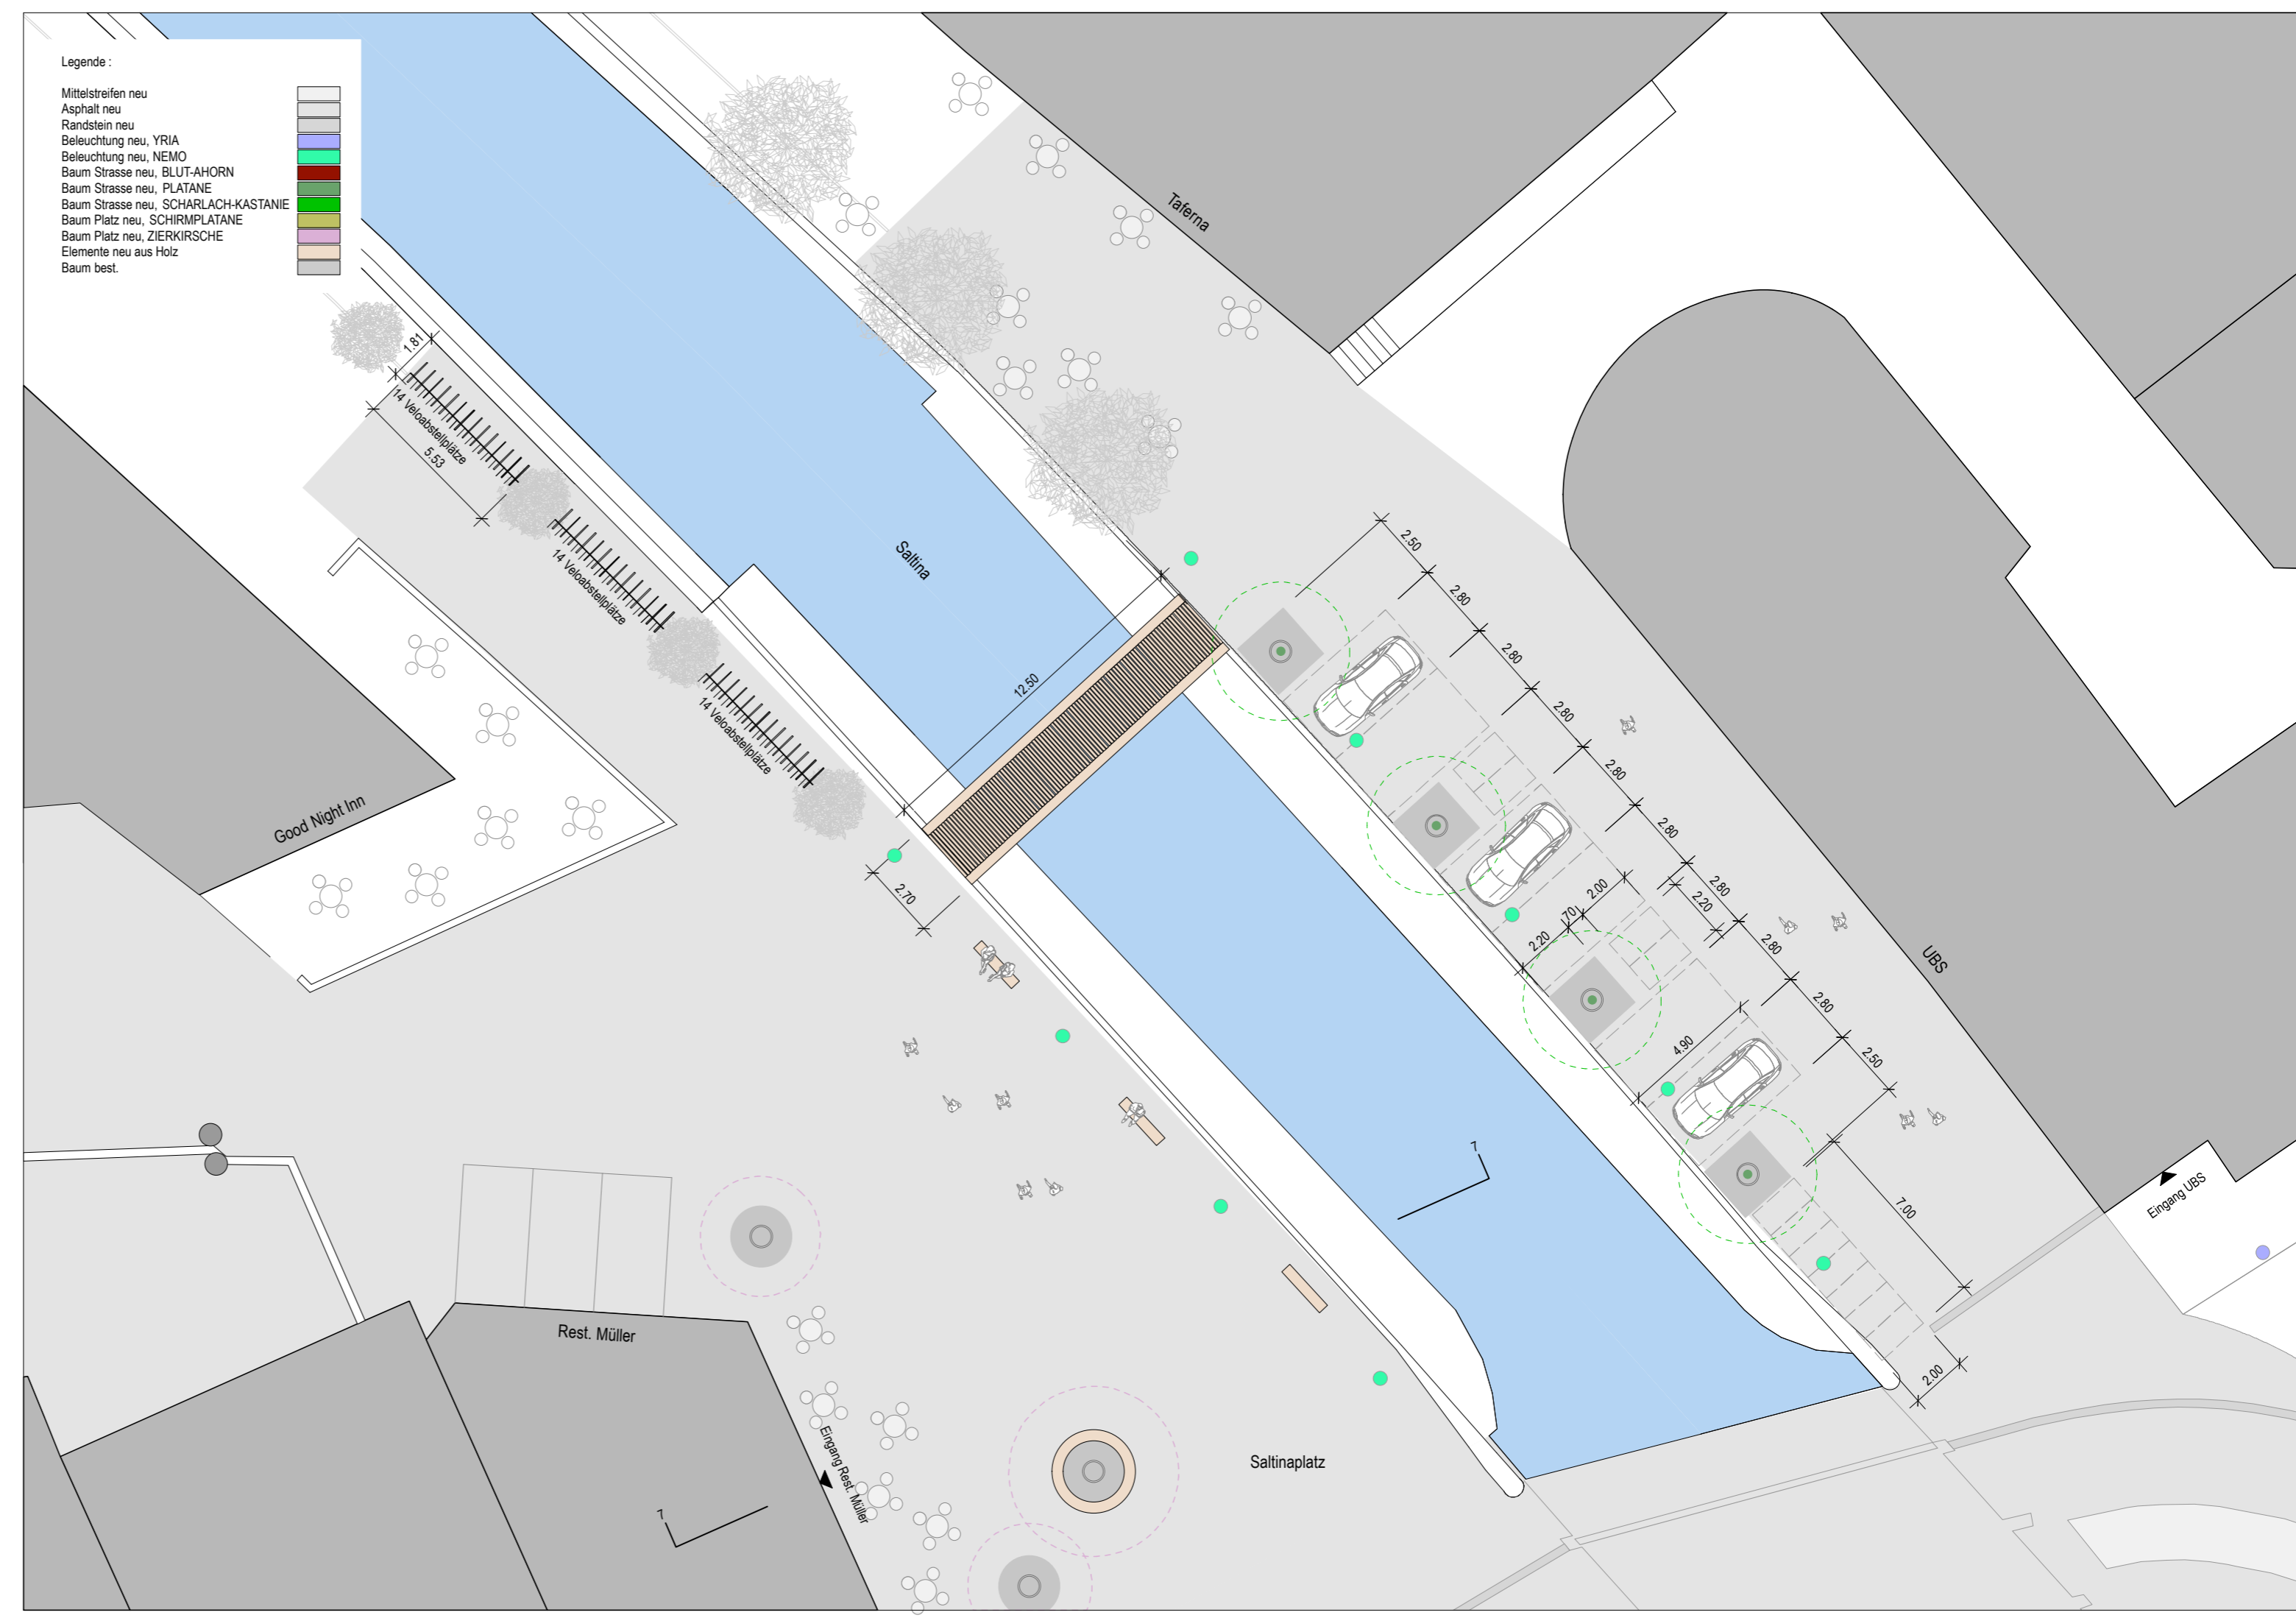 Legende :
Mittelstreifen neu
Asphalt neu
Randstein neu
Beleuchtung neu, YRIA
Beleuchtung neu, NEMO
Baum Strasse neu, BLUT-AHORN
Baum Strasse neu, PLATANE
Baum Strasse neu, SCHARLACH-KASTANIE
Baum Platz neu, SCHIRMPLATANE
Baum Platz neu, ZIERKIRSCHE
Elemente neu aus Holz
Baum best.
Taferna
1.81
14 Veloabstellplätze
5.53
14 Veloabstellplätze
14 Veloabstellplätze
Saltina
12.50
2.70
Good Night Inn
2.50
2.80
2.80
2.80
2.80
2.80
2.80
2.80
2.80
2.50
2.20
2.00
70
2.20
4.90
7.00
2.00
UBS
Eingang UBS
7
Rest. Müller
Eingang Rest. Müller
Saltinaplatz
7